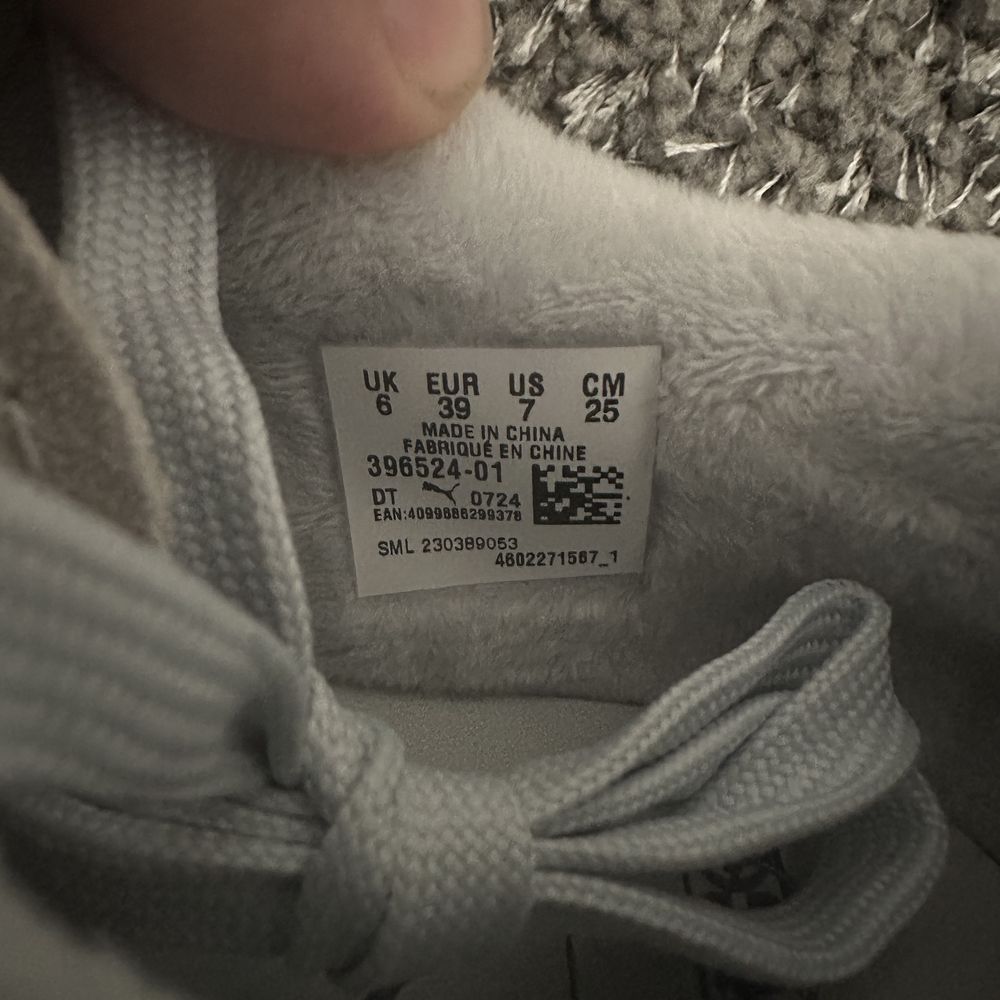 UK EUR US CM
6 39 7 25
MADE IN CHINA
FABRIQUÉ EN CHINE
396524-01
DT 0724
EAN:4099686299378
SML 230389053
4602271567_1